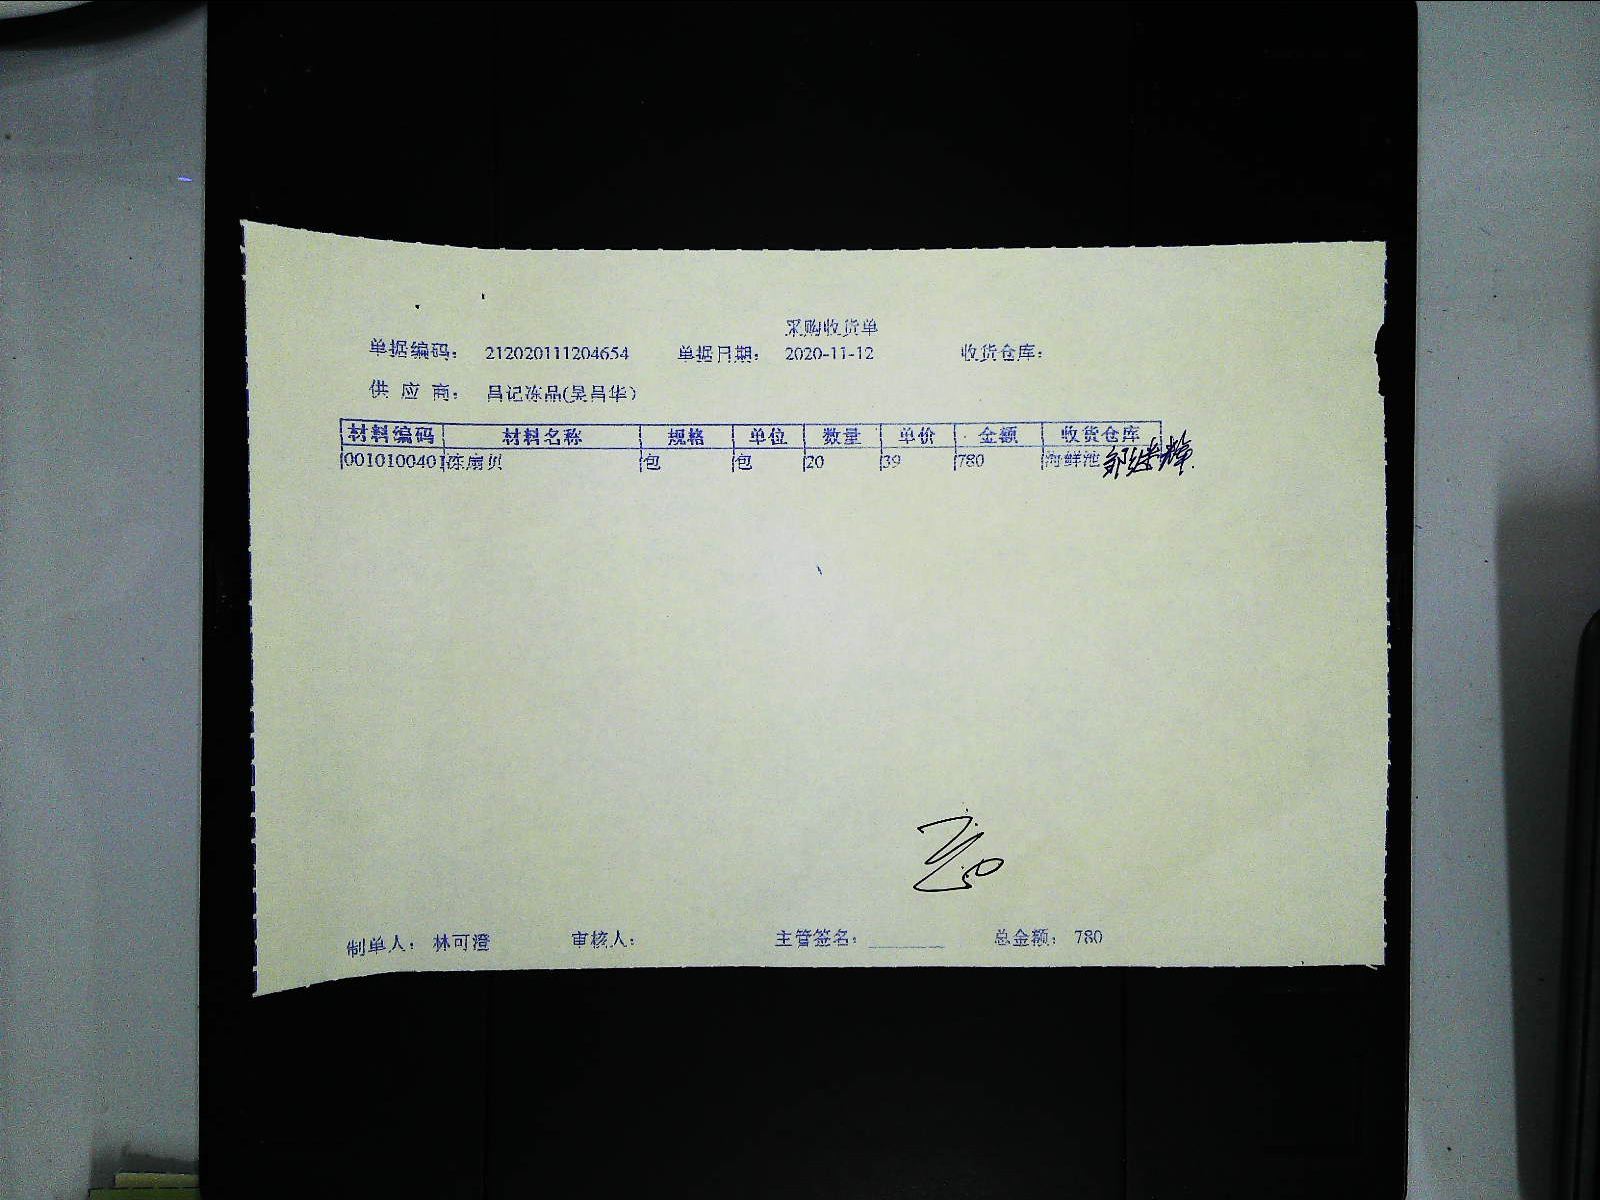 采购收货单
单据编码: 212020111204654 单据日期: 2020-11-12 收货仓库:
供 应 商: 昌记冻品(吴昌华)
材料编码 材料名称 规格 单位 数量 单价 金额 收货仓库
0010100401 冻扇贝 包 包 20 39 780 海鲜池
制单人: 林可澄 审核人: 主管签名: 总金额: 780